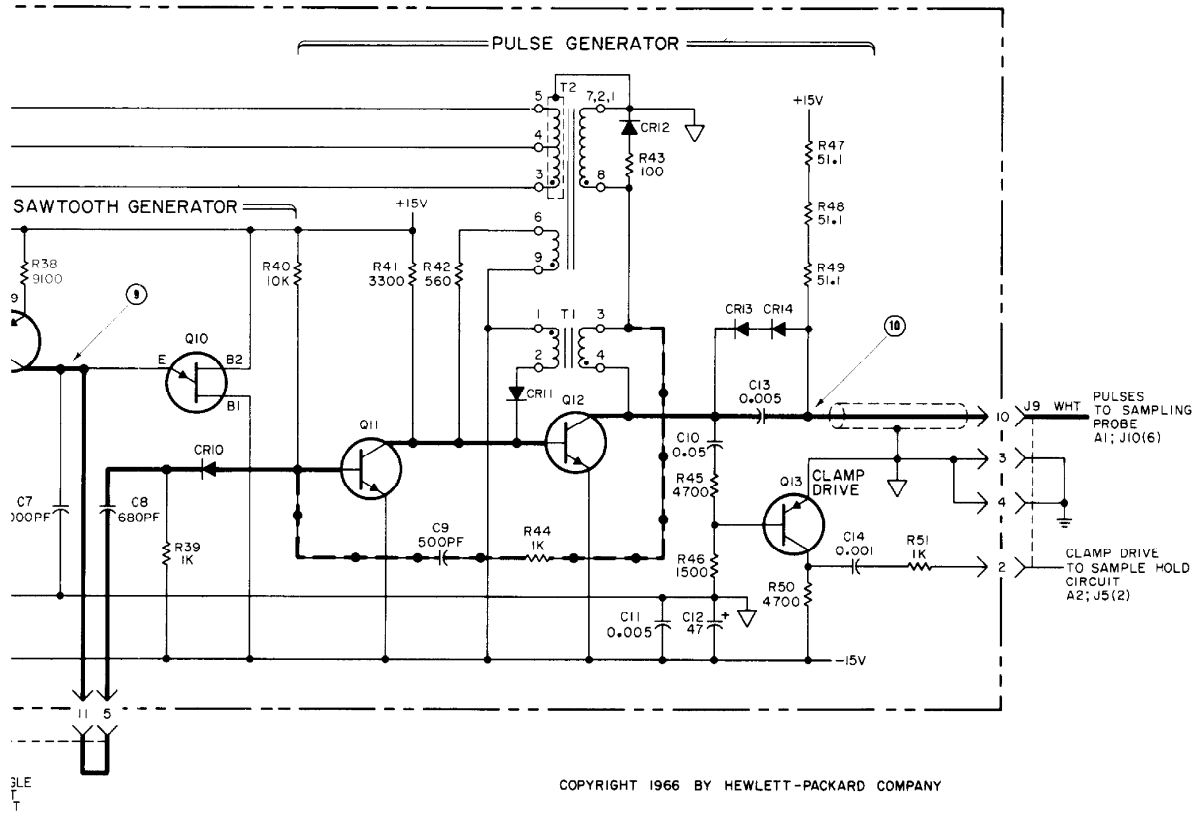 PULSE GENERATOR
T2
5
7,2,1
+15V
4
CR12
R43
100
R47
51.1
3
8
R48
51.1
SAWTOOTH GENERATOR
+15V
6
R38
9100
R40
10K
R41
3300
R42
560
9
R49
51.1
9
9
1
T1
3
CR13
CR14
10
Q10
E
B2
B1
2
4
CR11
Q12
C13
0.005
10
J9
WHT
PULSES
TO SAMPLING
PROBE
A1; J10(6)
Q11
CR10
C10
0.05
3
CLAMP
DRIVE
Q13
R45
4700
4
C7
000PF
C8
680PF
C9
500PF
R44
1K
C14
0.001
R51
1K
R39
1K
R46
1500
2
CLAMP DRIVE
TO SAMPLE HOLD
CIRCUIT
A2; J5(2)
R50
4700
C11
0.005
C12
47
+
-15V
11
5
GLE
T
T
COPYRIGHT 1966 BY HEWLETT-PACKARD COMPANY